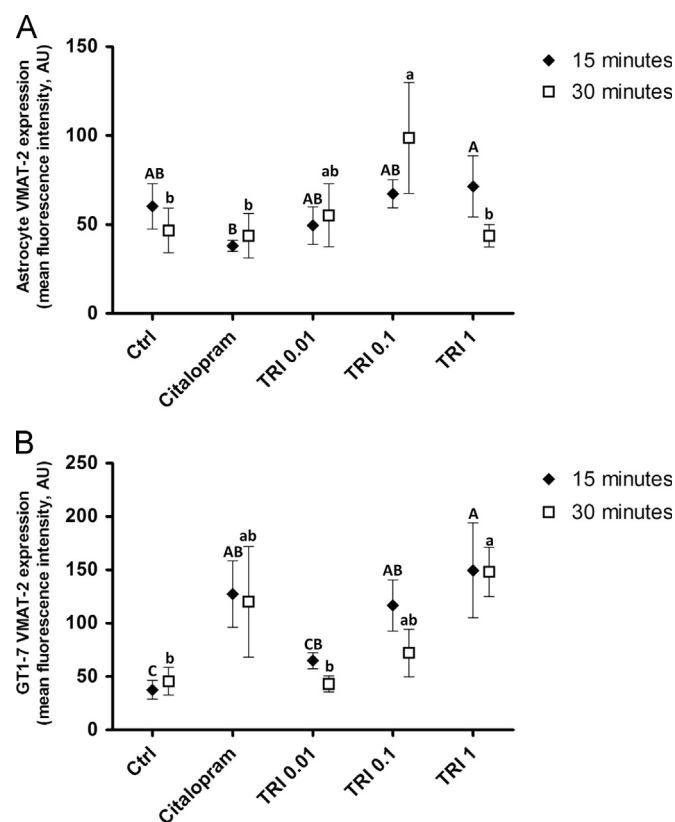 A
Astrocyte VMAT-2 expression
(mean fluorescence intensity, AU)
150
100
50
0
AB
b
B
b
AB
ab
AB
a
A
b
15 minutes
30 minutes
Ctrl
Citalopram
TRI 0.01
TRI 0.1
TRI 1
B
GT1-7 VMAT-2 expression
(mean fluorescence intensity, AU)
250
200
150
100
50
0
C
b
AB
ab
CB
b
AB
ab
A
a
15 minutes
30 minutes
Ctrl
Citalopram
TRI 0.01
TRI 0.1
TRI 1